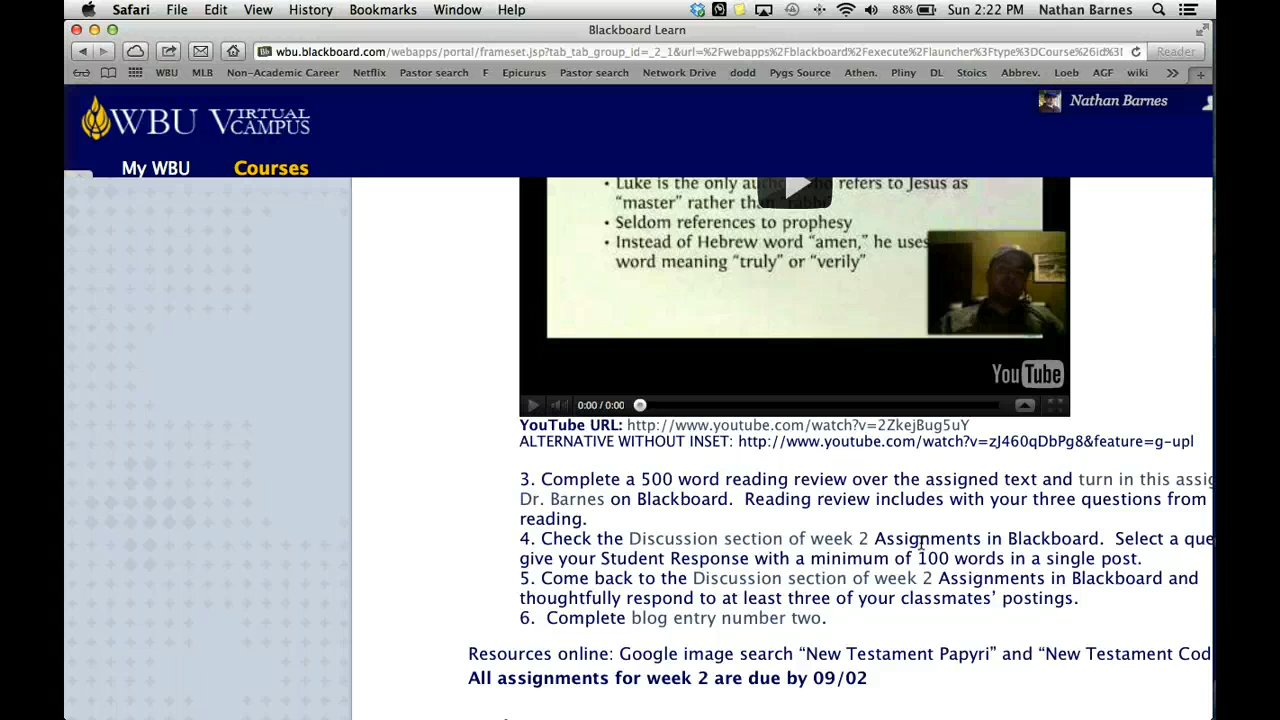 Safari File Edit View History Bookmarks Window Help 88% Sun 2:22 PM Nathan Barnes
Blackboard Learn
wbu.blackboard.com/webapps/portal/frameset.jsp?tab_tab_group_id=_2_1&url=%2Fwebapps%2Fblackboard%2Fexecute%2Flauncher%3Ftype%3DCourse%26id%3D Reader
WBU MLB Non-Academic Career Netflix Pastor search F Epicurus Pastor search Network Drive dodd Pygs Source Athen. Pliny DL Stoics Abbrev. Loeb AGF wiki
Nathan Barnes
WBU VIRTUAL CAMPUS
My WBU Courses
• Luke is the only who refers to Jesus as
“master” rather than “rabbi”
• Seldom references to prophesy
• Instead of Hebrew word “amen,” he uses
word meaning “truly” or “verily”
YouTube
0:00 / 0:00
YouTube URL: http://www.youtube.com/watch?v=2ZkejBug5uY
ALTERNATIVE WITHOUT INSET: http://www.youtube.com/watch?v=zJ460qDbPg8&feature=g-upl
3. Complete a 500 word reading review over the assigned text and turn in this assig
Dr. Barnes on Blackboard. Reading review includes with your three questions from
reading.
4. Check the Discussion section of week 2 Assignments in Blackboard. Select a que
give your Student Response with a minimum of 100 words in a single post.
5. Come back to the Discussion section of week 2 Assignments in Blackboard and
thoughtfully respond to at least three of your classmates’ postings.
6. Complete blog entry number two.
Resources online: Google image search “New Testament Papyri” and “New Testament Cod
All assignments for week 2 are due by 09/02